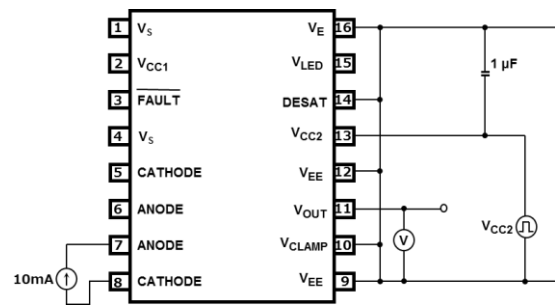 1 VS VE 16
2 VCC1 VLED 15
3 FAULT DESAT 14
4 VS VCC2 13
5 CATHODE VEE 12
6 ANODE VOUT 11
7 ANODE VCLAMP 10
8 CATHODE VEE 9
1 µF
VCC2
V
10mA